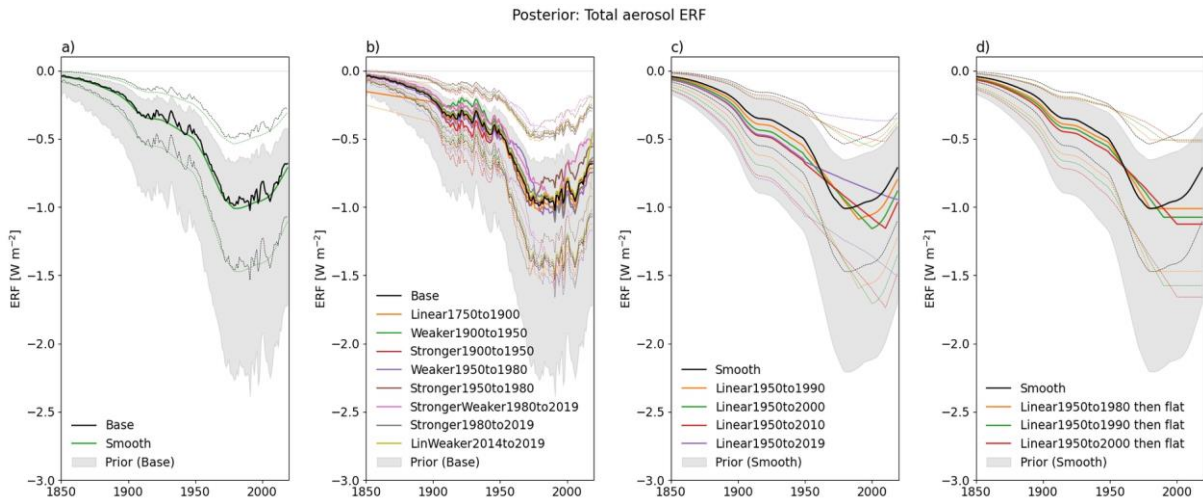 Posterior: Total aerosol ERF
a)
ERF [W m⁻²]
0.0
−0.5
−1.0
−1.5
−2.0
−2.5
−3.0
1850
1900
1950
2000
Base
Smooth
Prior (Base)
b)
ERF [W m⁻²]
0.0
−0.5
−1.0
−1.5
−2.0
−2.5
−3.0
1850
1900
1950
2000
Base
Linear1750to1900
Weaker1900to1950
Stronger1900to1950
Weaker1950to1980
Stronger1950to1980
StrongerWeaker1980to2019
Stronger1980to2019
LinWeaker2014to2019
Prior (Base)
c)
ERF [W m⁻²]
0.0
−0.5
−1.0
−1.5
−2.0
−2.5
−3.0
1850
1900
1950
2000
Smooth
Linear1950to1990
Linear1950to2000
Linear1950to2010
Linear1950to2019
Prior (Smooth)
d)
ERF [W m⁻²]
0.0
−0.5
−1.0
−1.5
−2.0
−2.5
−3.0
1850
1900
1950
2000
Smooth
Linear1950to1980 then flat
Linear1950to1990 then flat
Linear1950to2000 then flat
Prior (Smooth)